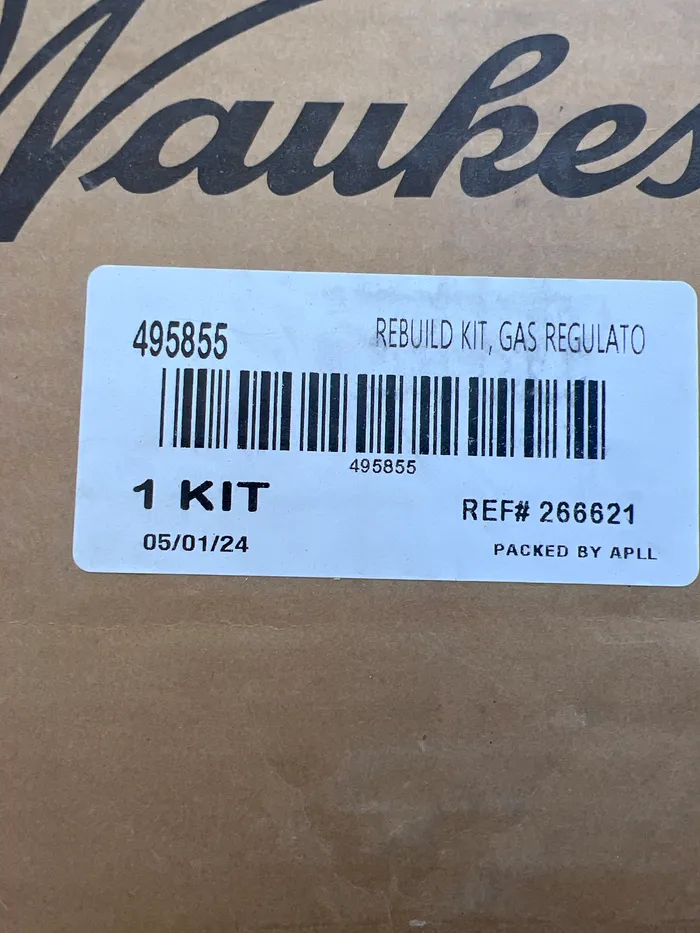 Waukes
495855
REBUILD KIT, GAS REGULATO
495855
1 KIT
REF# 266621
05/01/24
PACKED BY APLL